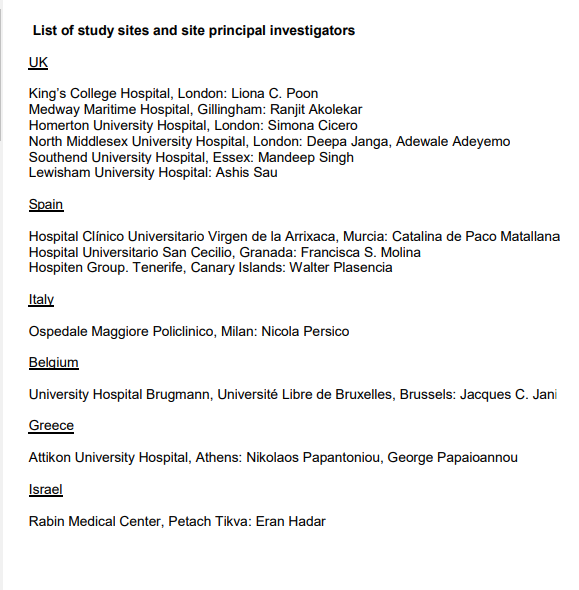 List of study sites and site principal investigators
UK
King's College Hospital, London: Liona C. Poon
Medway Maritime Hospital, Gillingham: Ranjit Akolekar
Homerton University Hospital, London: Simona Cicero
North Middlesex University Hospital, London: Deepa Janga, Adewale Adeyemo
Southend University Hospital, Essex: Mandeep Singh
Lewisham University Hospital: Ashis Sau
Spain
Hospital Clínico Universitario Virgen de la Arrixaca, Murcia: Catalina de Paco Matallana
Hospital Universitario San Cecilio, Granada: Francisca S. Molina
Hospiten Group. Tenerife, Canary Islands: Walter Plasencia
Italy
Ospedale Maggiore Policlinico, Milan: Nicola Persico
Belgium
University Hospital Brugmann, Université Libre de Bruxelles, Brussels: Jacques C. Jani
Greece
Attikon University Hospital, Athens: Nikolaos Papantoniou, George Papaioannou
Israel
Rabin Medical Center, Petach Tikva: Eran Hadar